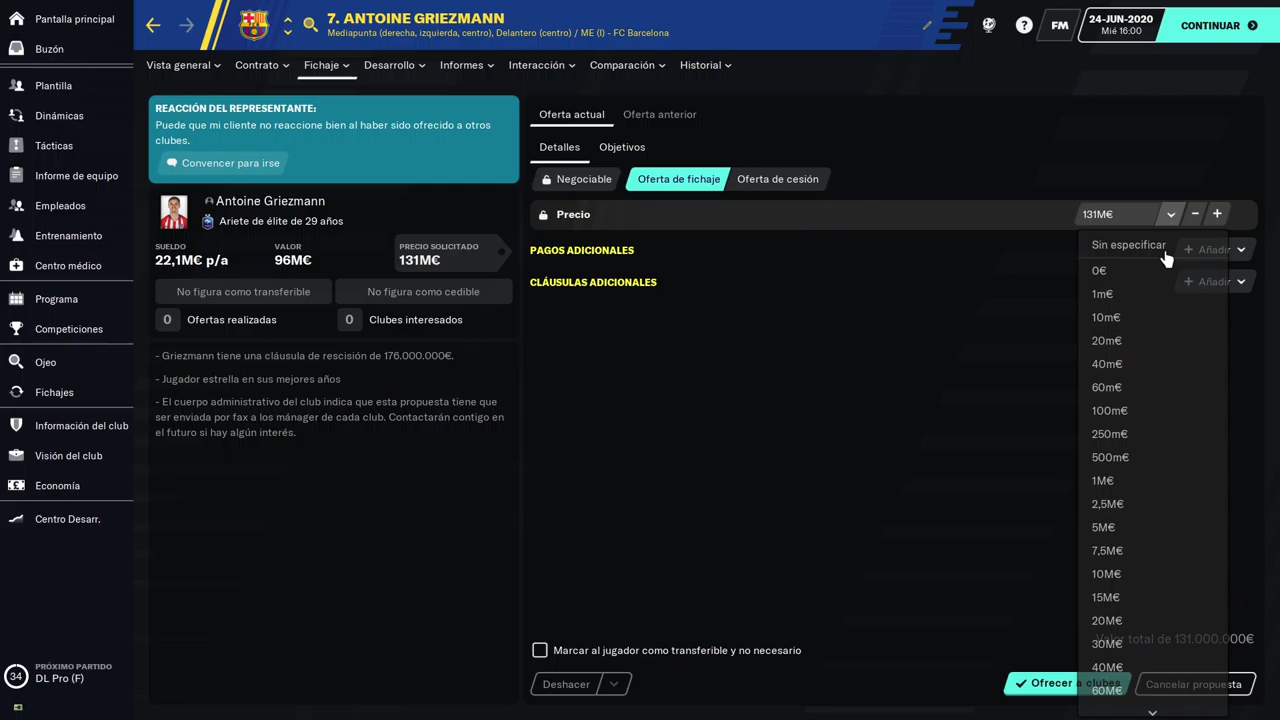 Pantalla principal
Buzón
Plantilla
Dinámicas
Tácticas
Informe de equipo
Empleados
Entrenamiento
Centro médico
Programa
Competiciones
Ojeo
Fichajes
Información del club
Visión del club
Economía
Centro Desarr.
34
PRÓXIMO PARTIDO
DL Pro (F)
7. ANTOINE GRIEZMANN
Mediapunta (derecha, izquierda, centro), Delantero (centro) / ME (I) - FC Barcelona
FM
24-JUN-2020
Mié 16:00
CONTINUAR
Vista general
Contrato
Fichaje
Desarrollo
Informes
Interacción
Comparación
Historial
REACCIÓN DEL REPRESENTANTE:
Puede que mi cliente no reaccione bien al haber sido ofrecido a otros
clubes.
Convencer para irse
Antoine Griezmann
Ariete de élite de 29 años
SUELDO
22,1M€ p/a
VALOR
96M€
PRECIO SOLICITADO
131M€
No figura como transferible
No figura como cedible
0 Ofertas realizadas
0 Clubes interesados
- Griezmann tiene una cláusula de rescisión de 176.000.000€.
- Jugador estrella en sus mejores años
- El cuerpo administrativo del club indica que esta propuesta tiene que
ser enviada por fax a los mánager de cada club. Contactarán contigo en
el futuro si hay algún interés.
Oferta actual
Oferta anterior
Detalles
Objetivos
Negociable
Oferta de fichaje
Oferta de cesión
Precio
131M€
- +
PAGOS ADICIONALES
+ Añadir
CLÁUSULAS ADICIONALES
+ Añadir
Sin especificar
0€
1m€
10m€
20m€
40m€
60m€
100m€
250m€
500m€
1M€
2,5M€
5M€
7,5M€
10M€
15M€
20M€
30M€
40M€
60M€
Valor total de 131.000.000€
Marcar al jugador como transferible y no necesario
Deshacer
Ofrecer a clubes
Cancelar propuesta